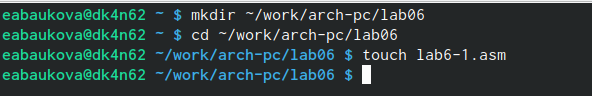 eabaukova@dk4n62 ~ $ mkdir ~/work/arch-pc/lab06
eabaukova@dk4n62 ~ $ cd ~/work/arch-pc/lab06
eabaukova@dk4n62 ~/work/arch-pc/lab06 $ touch lab6-1.asm
eabaukova@dk4n62 ~/work/arch-pc/lab06 $